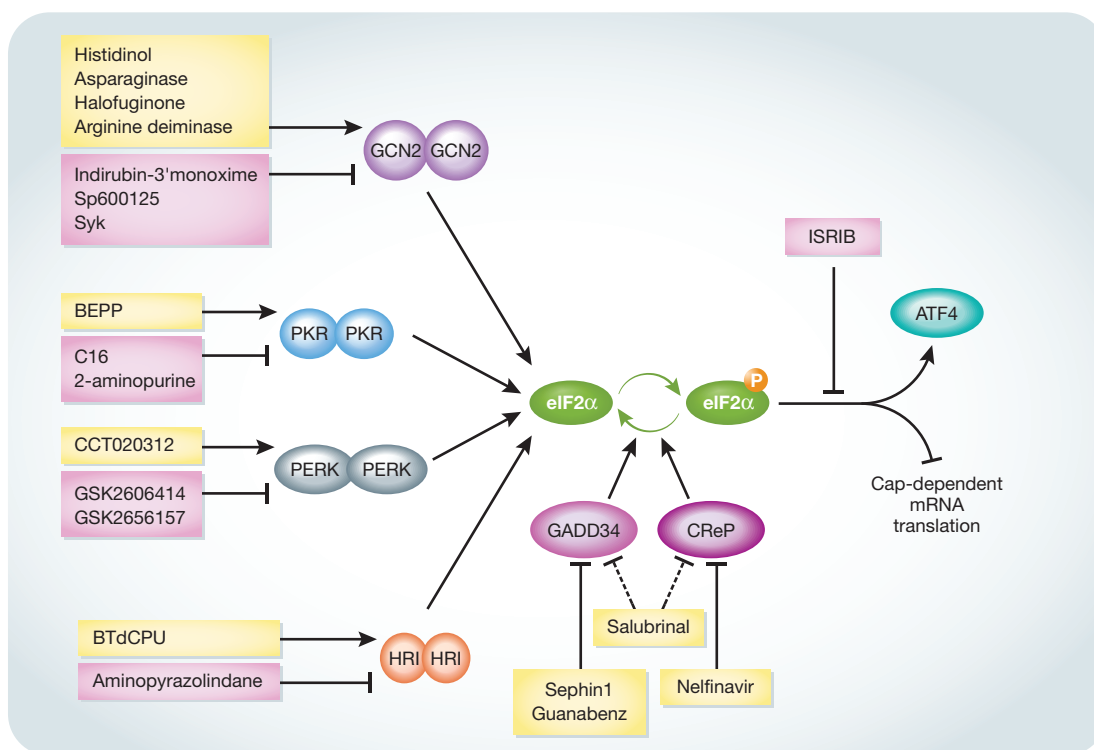 Histidinol
Asparaginase
Halofuginone
Arginine deiminase
GCN2 GCN2
Indirubin-3'monoxime
Sp600125
Syk
ISRIB
BEPP
PKR PKR
C16
2-aminopurine
ATF4
eIF2α
eIF2α
P
CCT020312
PERK PERK
GSK2606414
GSK2656157
Cap-dependent
mRNA
translation
GADD34
CReP
BTdCPU
HRI HRI
Aminopyrazolindane
Salubrinal
Sephin1
Guanabenz
Nelfinavir